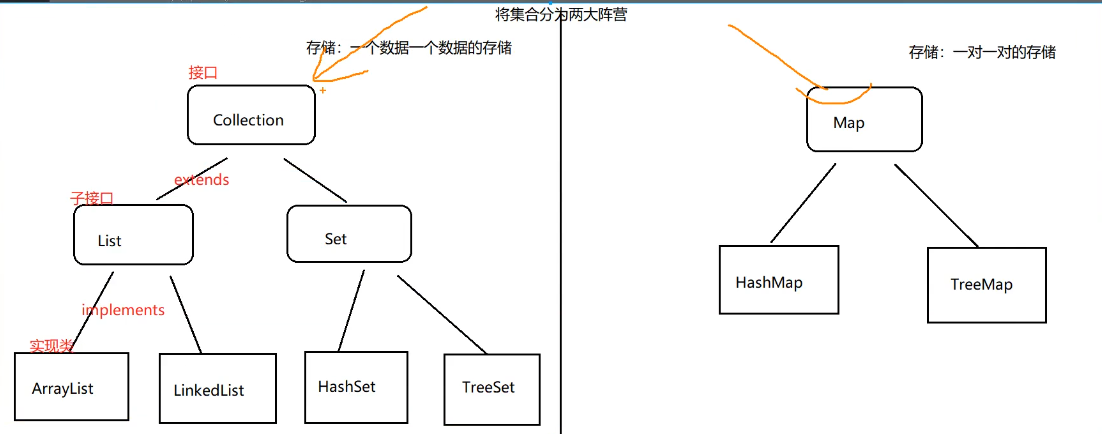 将集合分为两大阵营
存储：一个数据一个数据的存储
存储：一对一对的存储
接口
Collection
Map
extends
子接口
List
Set
HashMap
TreeMap
implements
实现类
ArrayList
LinkedList
HashSet
TreeSet